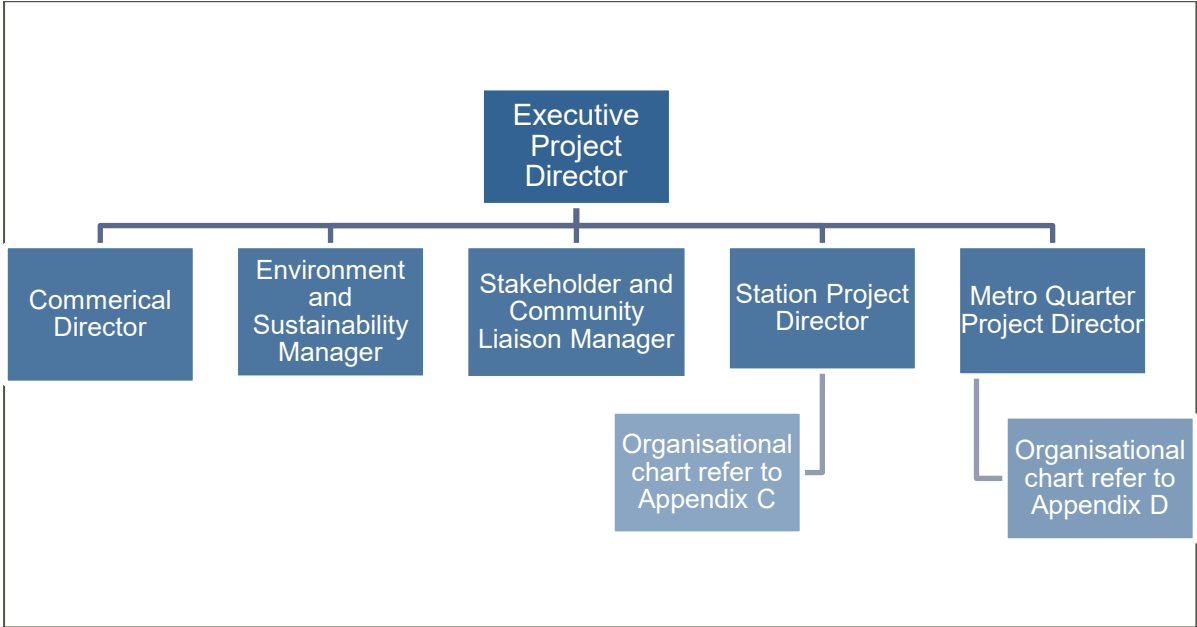 Executive
Project
Director
Commerical
Director
Environment
and
Sustainability
Manager
Stakeholder and
Community
Liaison Manager
Station Project
Director
Metro Quarter
Project Director
Organisational
chart refer to
Appendix C
Organisational
chart refer to
Appendix D